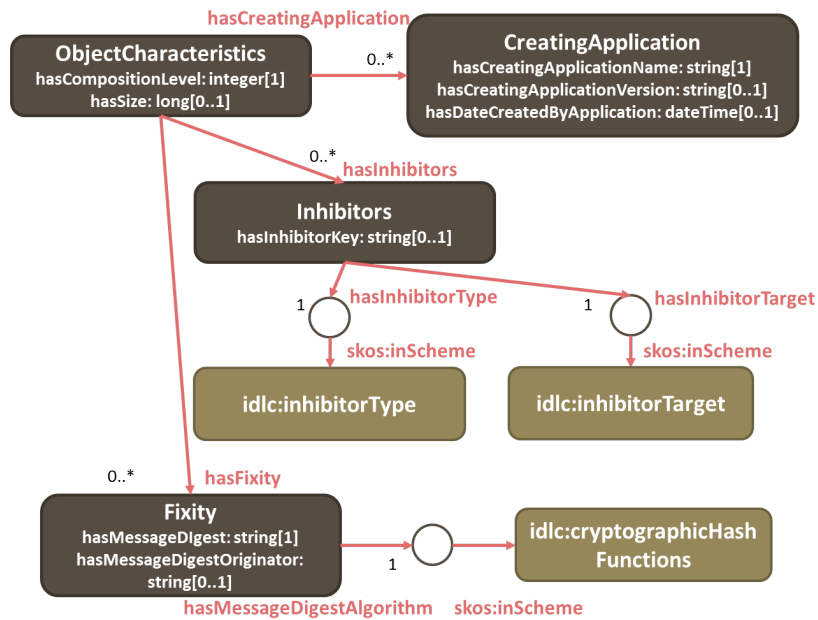 hasCreatingApplication
ObjectCharacteristics
hasCompositionLevel: integer[1]
hasSize: long[0..1]
0..*
CreatingApplication
hasCreatingApplicationName: string[1]
hasCreatingApplicationVersion: string[0..1]
hasDateCreatedByApplication: dateTime[0..1]
0..*
hasInhibitors
Inhibitors
hasInhibitorKey: string[0..1]
1
hasInhibitorType
1
hasInhibitorTarget
skos:inScheme
skos:inScheme
idlc:inhibitorType
idlc:inhibitorTarget
0..*
hasFixity
Fixity
hasMessageDIgest: string[1]
hasMessageDigestOriginator:
string[0..1]
1
idlc:cryptographicHash
Functions
hasMessageDigestAlgorithm
skos:inScheme